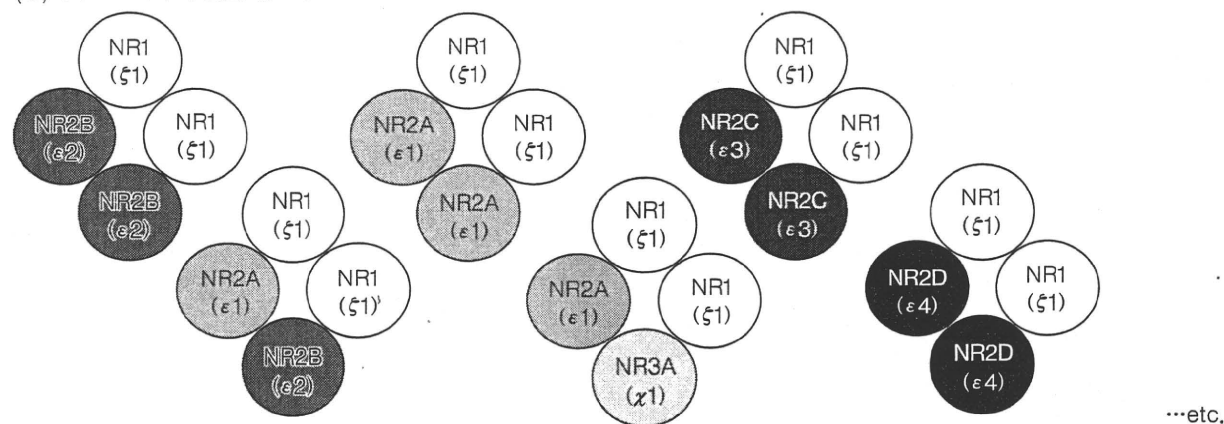 NR1
(ζ1)
NR2B
(ε2)
NR1
(ζ1)
NR2B
(ε2)
NR1
(ζ1)
NR2A
(ε1)
NR1
(ζ1)
NR2B
(ε2)
NR1
(ζ1)
NR2A
(ε1)
NR1
(ζ1)
NR2A
(ε1)
NR1
(ζ1)
NR2A
(ε1)
NR1
(ζ1)
NR3A
(χ1)
NR1
(ζ1)
NR2C
(ε3)
NR1
(ζ1)
NR2C
(ε3)
NR1
(ζ1)
NR2D
(ε4)
NR1
(ζ1)
NR2D
(ε4)
…etc.